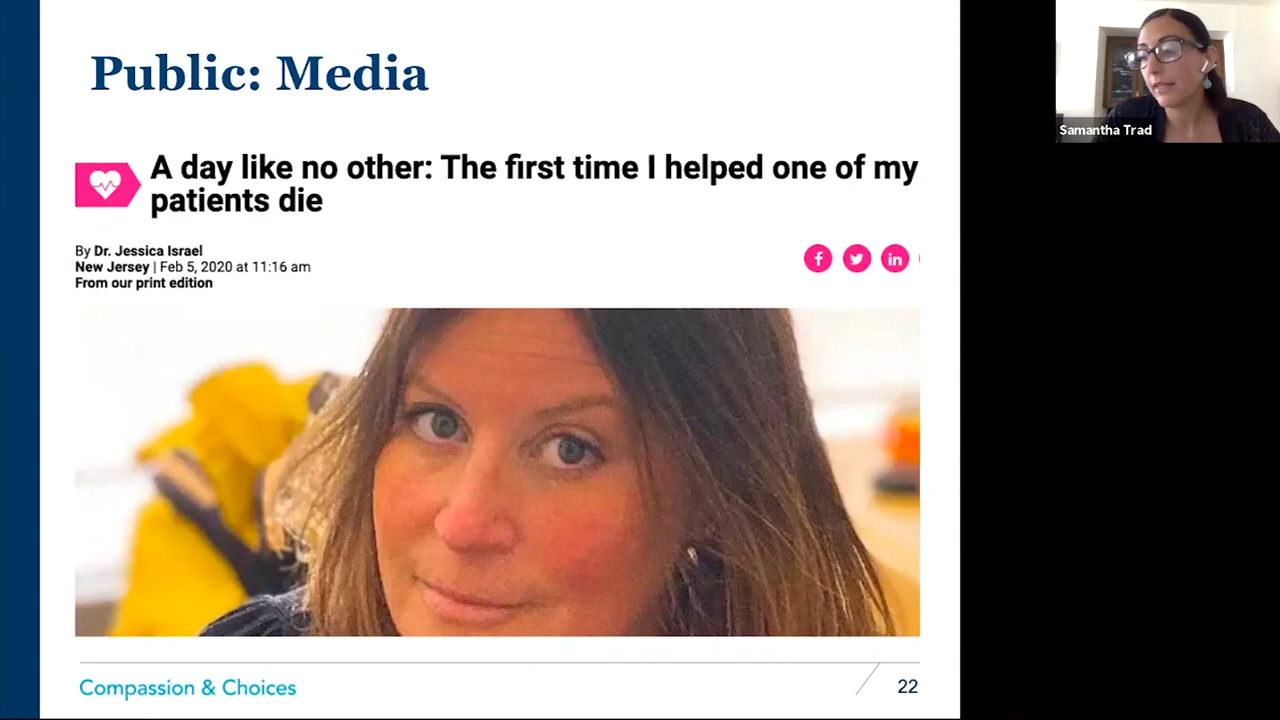 Public: Media
A day like no other: The first time I helped one of my
patients die
By Dr. Jessica Israel
New Jersey | Feb 5, 2020 at 11:16 am
From our print edition
f
in
Compassion & Choices
22
Samantha Trad